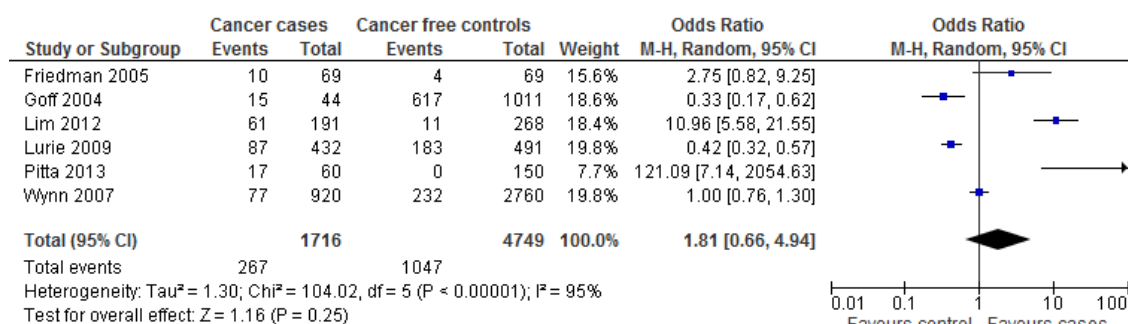 Cancer cases Cancer free controls Odds Ratio Odds Ratio
Study or Subgroup Events Total Events Total Weight M-H, Random, 95% CI M-H, Random, 95% CI
Friedman 2005 10 69 4 69 15.6% 2.75 [0.82, 9.25]
Goff 2004 15 44 617 1011 18.6% 0.33 [0.17, 0.62]
Lim 2012 61 191 11 268 18.4% 10.96 [5.58, 21.55]
Lurie 2009 87 432 183 491 19.8% 0.42 [0.32, 0.57]
Pitta 2013 17 60 0 150 7.7% 121.09 [7.14, 2054.63]
Wynn 2007 77 920 232 2760 19.8% 1.00 [0.76, 1.30]
Total (95% CI) 1716 4749 100.0% 1.81 [0.66, 4.94]
Total events 267 1047
Heterogeneity: Tau² = 1.30; Chi² = 104.02, df = 5 (P < 0.00001); I² = 95%
Test for overall effect: Z = 1.16 (P = 0.25)
0.01 0.1 1 10 100
Favours control Favours cases